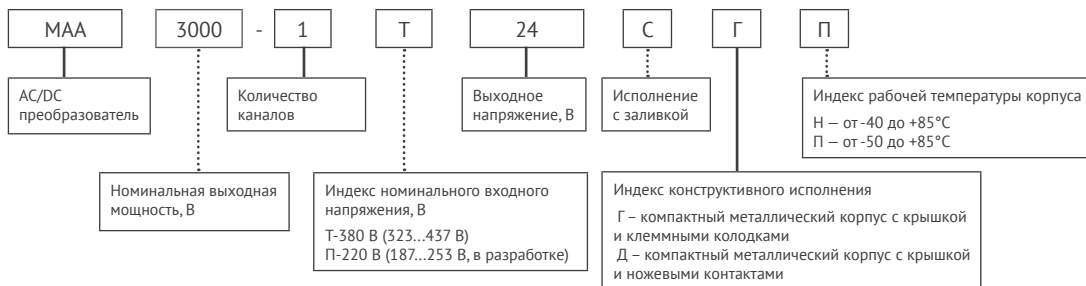 МАА 3000 - 1 Т 24 С Г П
AC/DC
преобразователь
Количество
каналов
Выходное
напряжение, В
Исполнение
с заливкой
Индекс рабочей температуры корпуса
Н — от -40 до +85°C
П — от -50 до +85°C
Номинальная выходная
мощность, В
Индекс номинального входного
напряжения, В
Т-380 В (323...437 В)
П-220 В (187...253 В, в разработке)
Индекс конструктивного исполнения
Г – компактный металлический корпус с крышкой
и клеммными колодками
Д – компактный металлический корпус с крышкой
и ножевыми контактами